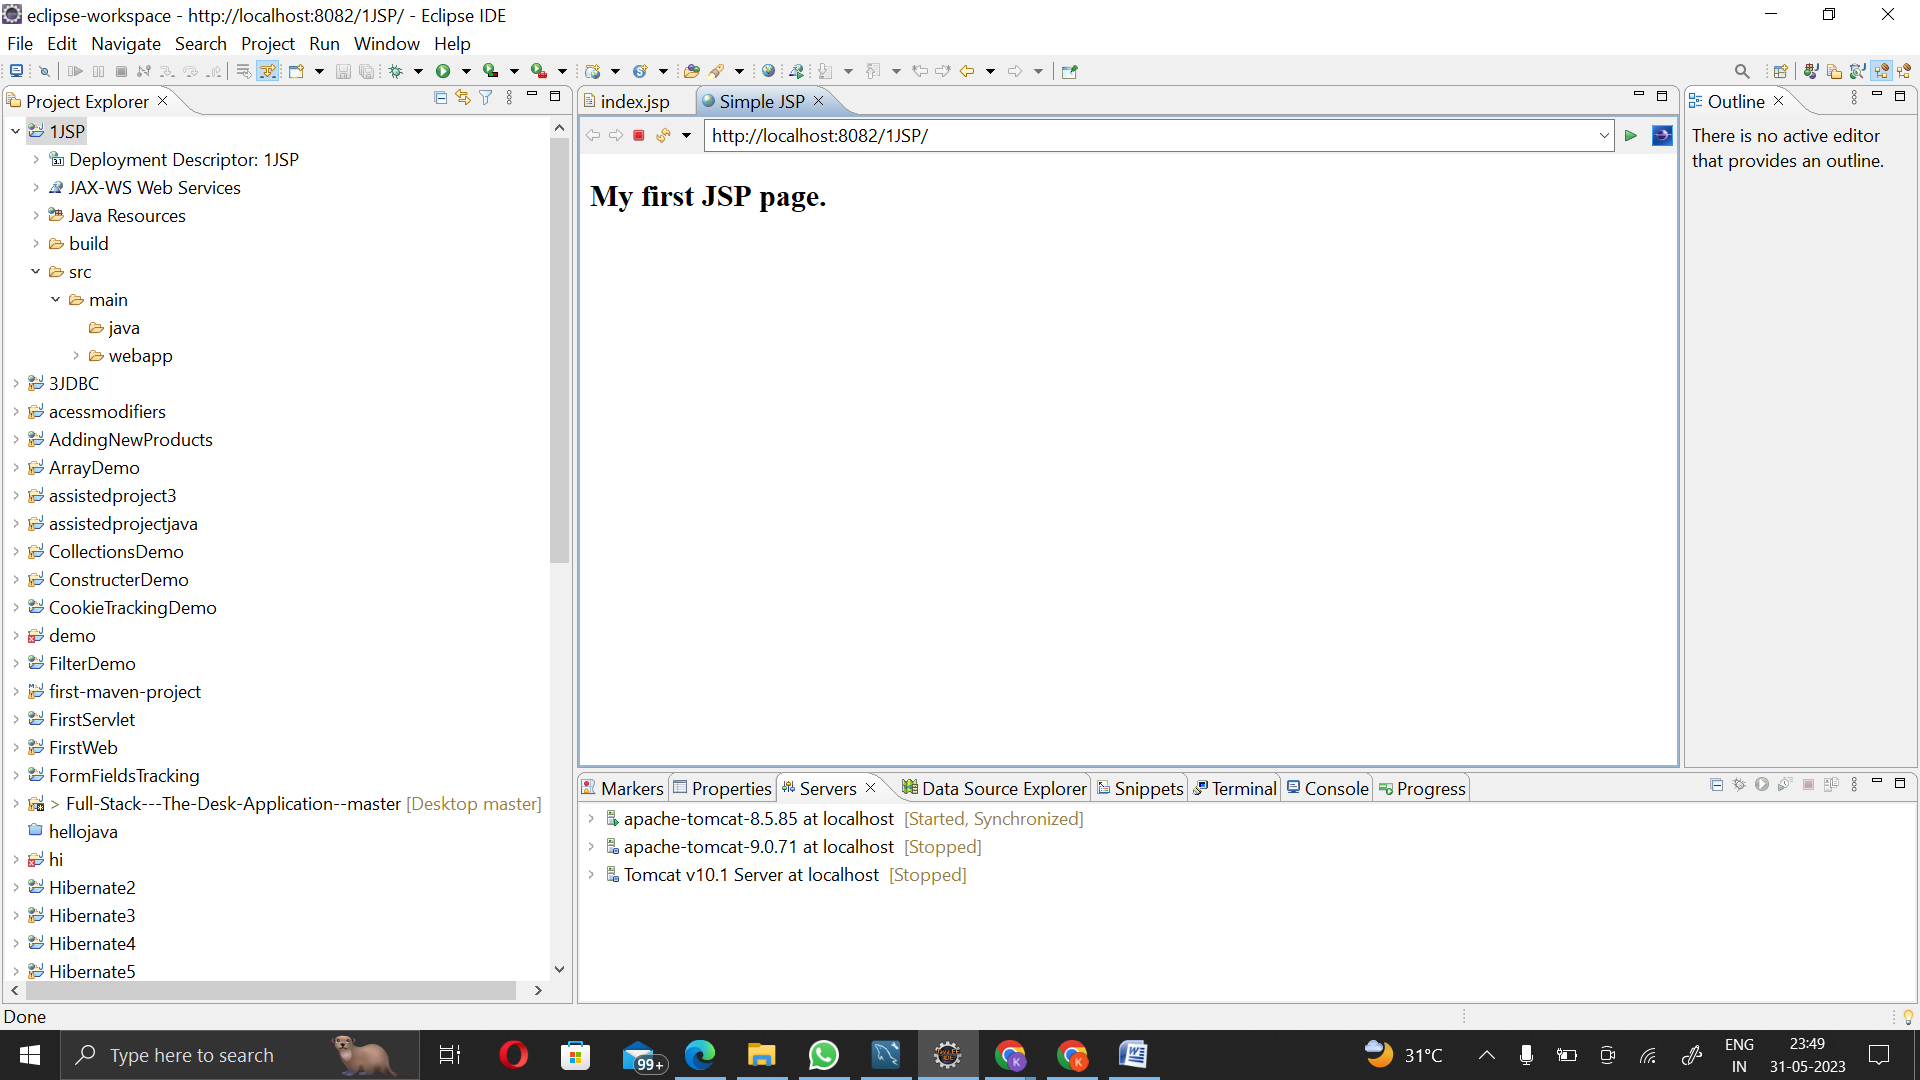 eclipse-workspace - http://localhost:8082/1JSP/ - Eclipse IDE
File Edit Navigate Search Project Run Window Help
Project Explorer
1JSP
Deployment Descriptor: 1JSP
JAX-WS Web Services
Java Resources
build
src
main
java
webapp
3JDBC
acessmodifiers
AddingNewProducts
ArrayDemo
assistedproject3
assistedprojectjava
CollectionsDemo
ConstructerDemo
CookieTrackingDemo
demo
FilterDemo
first-maven-project
FirstServlet
FirstWeb
FormFieldsTracking
> Full-Stack---The-Desk-Application--master [Desktop master]
hellojava
hi
Hibernate2
Hibernate3
Hibernate4
Hibernate5
index.jsp Simple JSP
http://localhost:8082/1JSP/
My first JSP page.
Outline
There is no active editor
that provides an outline.
Markers Properties Servers Data Source Explorer Snippets Terminal Console Progress
apache-tomcat-8.5.85 at localhost [Started, Synchronized]
apache-tomcat-9.0.71 at localhost [Stopped]
Tomcat v10.1 Server at localhost [Stopped]
Done
Type here to search
99+
K
K
31°C
ENG
IN
23:49
31-05-2023